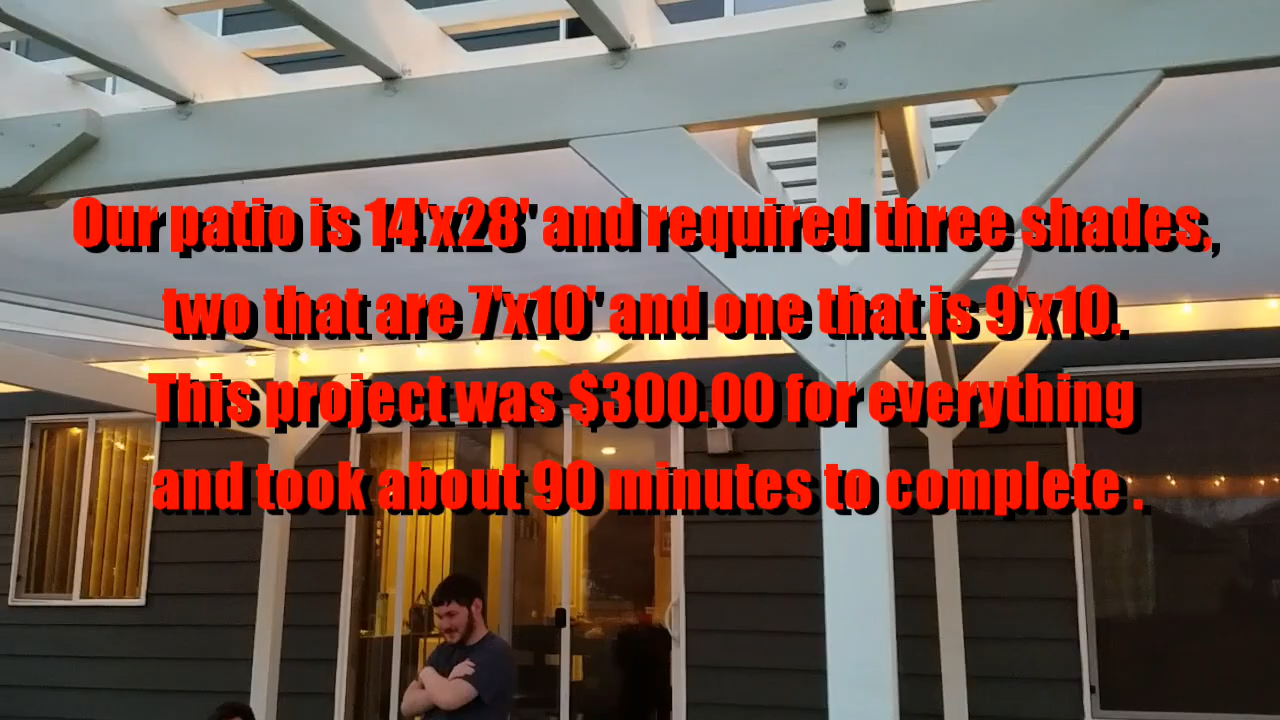 Our patio is 14'x28' and required three shades,
two that are 7'x10' and one that is 9'x10.
This project was $300.00 for everything
and took about 90 minutes to complete .